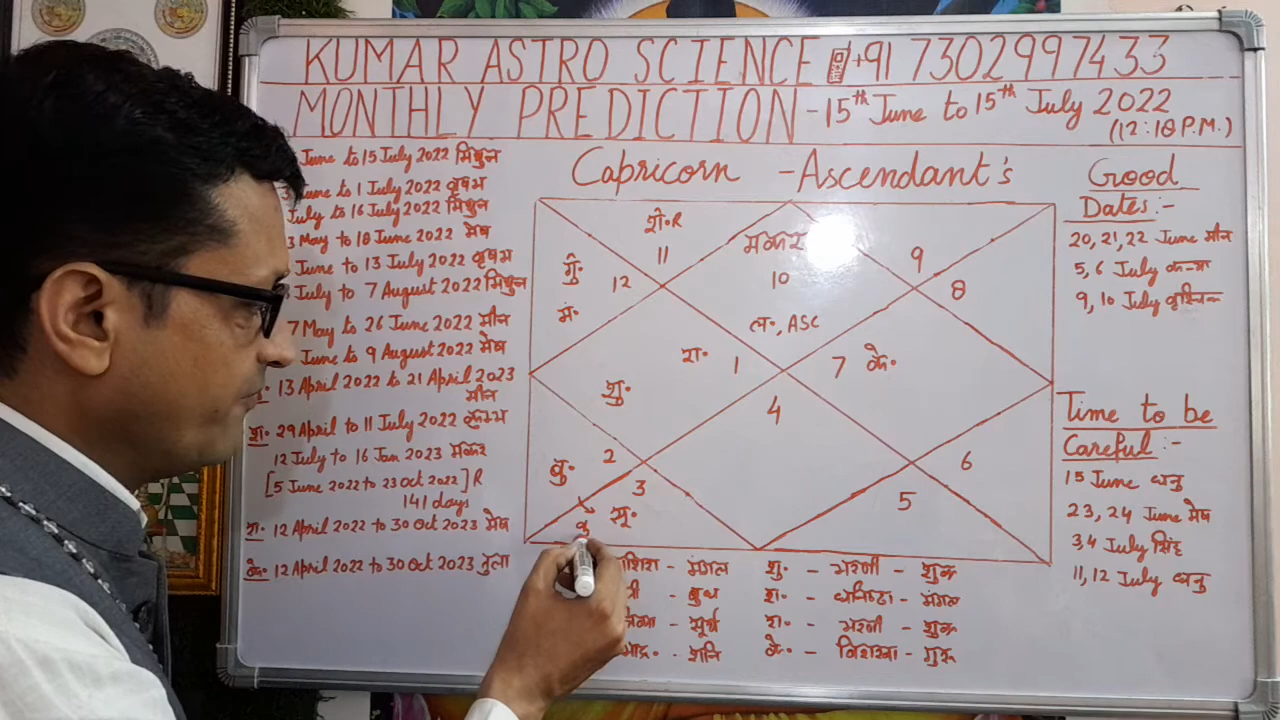 KUMAR ASTRO SCIENCE +91 7302997433
MONTHLY PREDICTION - 15th June to 15th July 2022
(12:18 P.M.)
June to 15 July 2022 मिथुन
June to 1 July 2022 वृषभ
July to 16 July 2022 मिथुन
May to 18 June 2022 मेष
June to 13 July 2022 वृषभ
July to 7 August 2022 मिथुन
7 May to 26 June 2022 मीन
June to 9 August 2022 मेष
13 April 2022 to 21 April 2023
मीन
श॰ 29 April to 11 July 2022 कुम्भ
12 July to 16 Jan 2023 मकर
[5 June 2022 to 23 Oct 2022] R
141 days
रा॰ 12 April 2022 to 30 Oct 2023 मेष
के॰ 12 April 2022 to 30 Oct 2023 तुला
Capricorn - Ascendant's
श॰R
11
मकर
10
ल॰, ASC
9
8
गु॰
12
मं॰
रा॰ 1
शु॰
7 के॰
4
बु॰ 2
3
सू॰
6
5
मंगल
बुध
सूर्य
शनि
शु॰ - भरणी - शुक्र
श॰ - धनिष्ठा - मंगल
रा॰ - भरणी - शुक्र
के॰ - विशाखा - गुरू
Good
Dates:-
20, 21, 22 June मीन
5, 6 July कन्या
9, 10 July वृश्चिक
Time to be
Careful:-
15 June धनु
23, 24 June मेष
3, 4 July सिंह
11, 12 July धनु